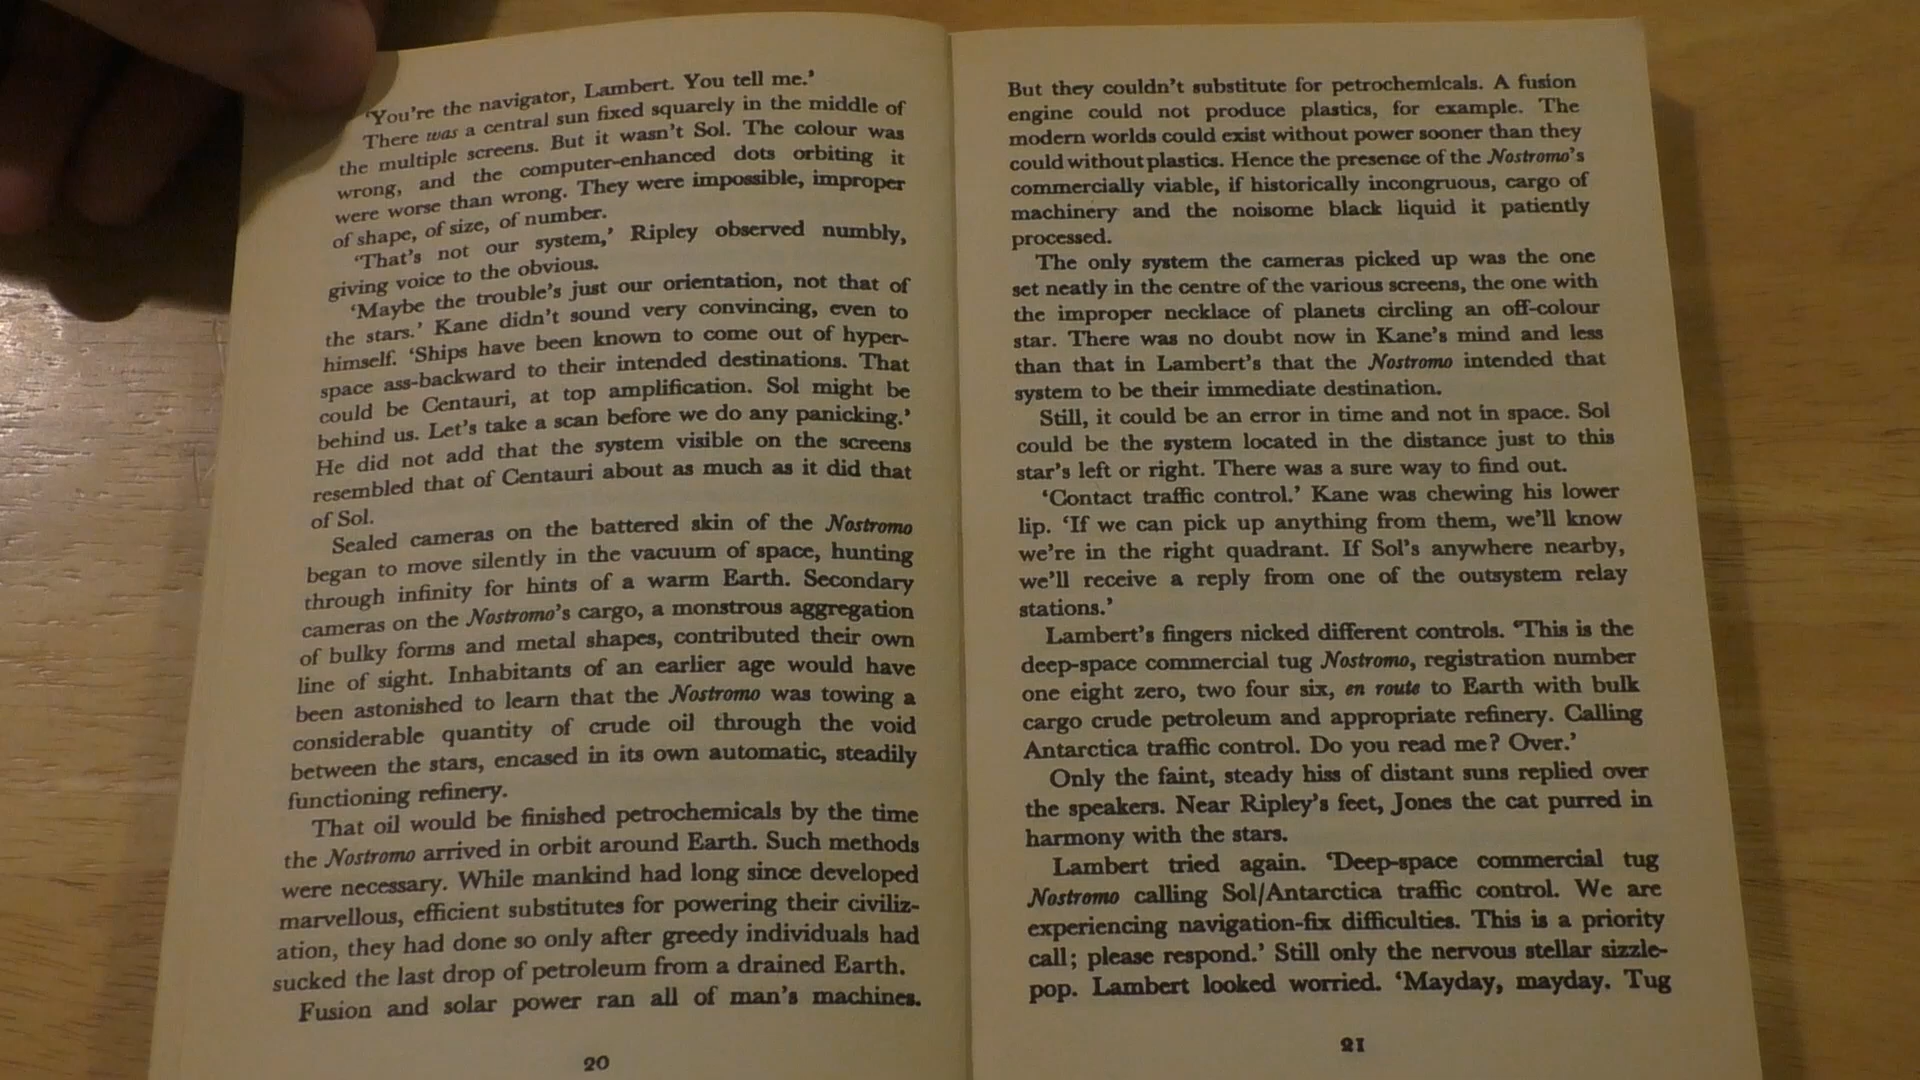 'You're the navigator, Lambert. You tell me.'
There was a central sun fixed squarely in the middle of
the multiple screens. But it wasn't Sol. The colour was
wrong, and the computer-enhanced dots orbiting it
were worse than wrong. They were impossible, improper
of shape, of size, of number.
'That's not our system,' Ripley observed numbly,
giving voice to the obvious.
'Maybe the trouble's just our orientation, not that of
the stars.' Kane didn't sound very convincing, even to
himself. 'Ships have been known to come out of hyper-
space ass-backward to their intended destinations. That
could be Centauri, at top amplification. Sol might be
behind us. Let's take a scan before we do any panicking.'
He did not add that the system visible on the screens
resembled that of Centauri about as much as it did that
of Sol.
Sealed cameras on the battered skin of the Nostromo
began to move silently in the vacuum of space, hunting
through infinity for hints of a warm Earth. Secondary
cameras on the Nostromo's cargo, a monstrous aggregation
of bulky forms and metal shapes, contributed their own
line of sight. Inhabitants of an earlier age would have
been astonished to learn that the Nostromo was towing a
considerable quantity of crude oil through the void
between the stars, encased in its own automatic, steadily
functioning refinery.
That oil would be finished petrochemicals by the time
the Nostromo arrived in orbit around Earth. Such methods
were necessary. While mankind had long since developed
marvellous, efficient substitutes for powering their civiliz-
ation, they had done so only after greedy individuals had
sucked the last drop of petroleum from a drained Earth.
Fusion and solar power ran all of man's machines.
20
But they couldn't substitute for petrochemicals. A fusion
engine could not produce plastics, for example. The
modern worlds could exist without power sooner than they
could without plastics. Hence the presence of the Nostromo's
commercially viable, if historically incongruous, cargo of
machinery and the noisome black liquid it patiently
processed.
The only system the cameras picked up was the one
set neatly in the centre of the various screens, the one with
the improper necklace of planets circling an off-colour
star. There was no doubt now in Kane's mind and less
than that in Lambert's that the Nostromo intended that
system to be their immediate destination.
Still, it could be an error in time and not in space. Sol
could be the system located in the distance just to this
star's left or right. There was a sure way to find out.
'Contact traffic control.' Kane was chewing his lower
lip. 'If we can pick up anything from them, we'll know
we're in the right quadrant. If Sol's anywhere nearby,
we'll receive a reply from one of the outsystem relay
stations.'
Lambert's fingers nicked different controls. 'This is the
deep-space commercial tug Nostromo, registration number
one eight zero, two four six, en route to Earth with bulk
cargo crude petroleum and appropriate refinery. Calling
Antarctica traffic control. Do you read me? Over.'
Only the faint, steady hiss of distant suns replied over
the speakers. Near Ripley's feet, Jones the cat purred in
harmony with the stars.
Lambert tried again. 'Deep-space commercial tug
Nostromo calling Sol/Antarctica traffic control. We are
experiencing navigation-fix difficulties. This is a priority
call; please respond.' Still only the nervous stellar sizzle-
pop. Lambert looked worried. 'Mayday, mayday. Tug
21